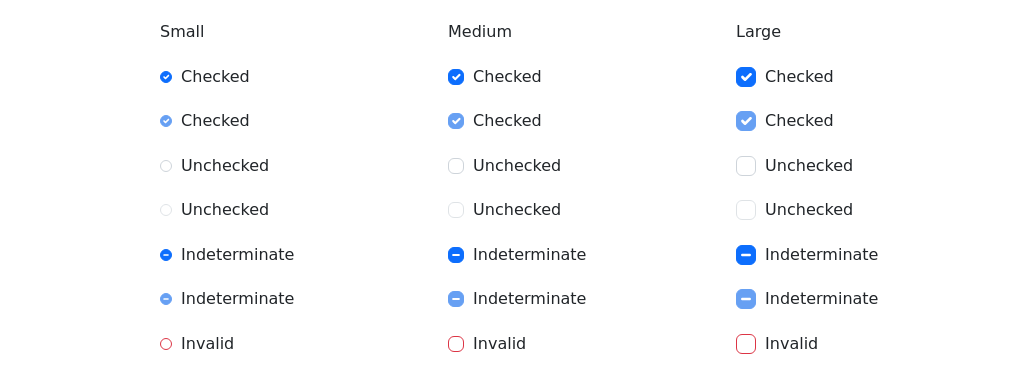 Small Medium Large
Checked Checked Checked
Checked Checked Checked
Unchecked Unchecked Unchecked
Unchecked Unchecked Unchecked
Indeterminate Indeterminate Indeterminate
Indeterminate Indeterminate Indeterminate
Invalid Invalid Invalid